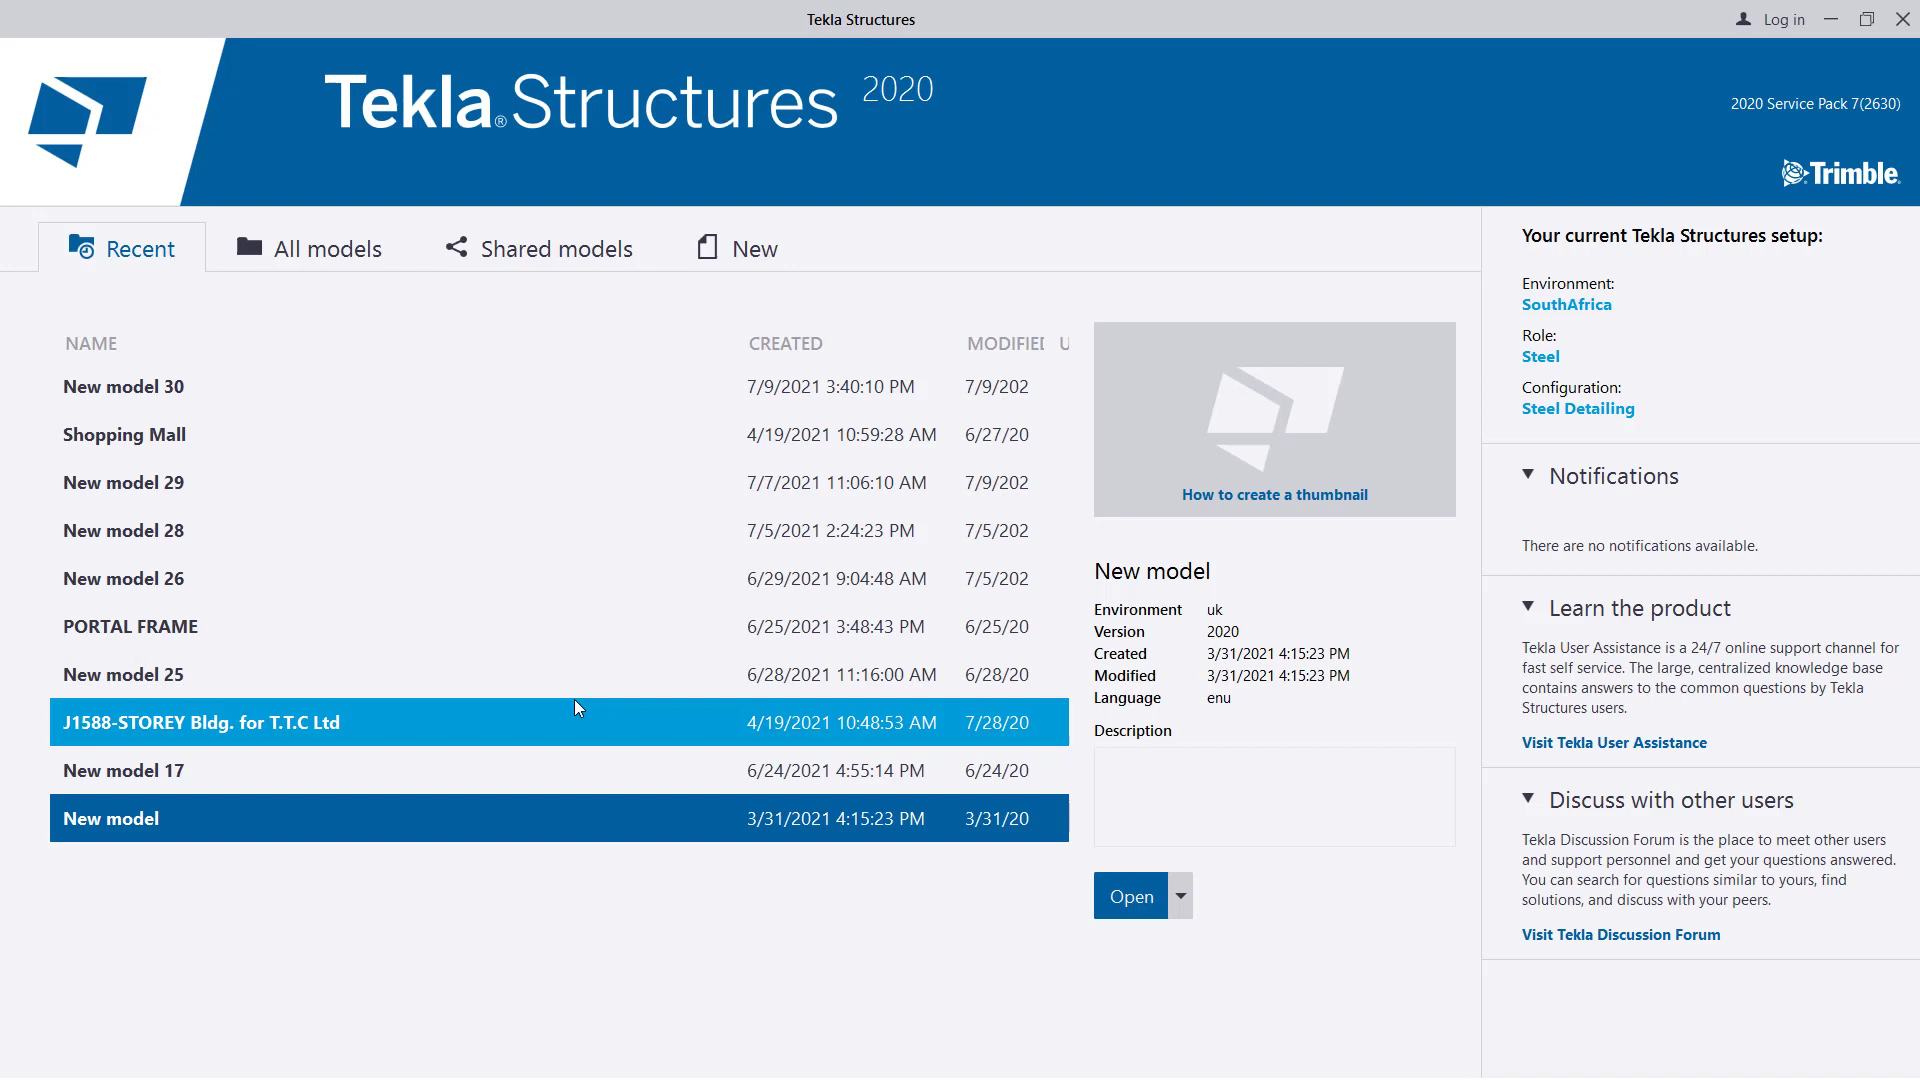 Tekla Structures
Log in
Tekla® Structures 2020
2020 Service Pack 7(2630)
Trimble
Recent
All models
Shared models
New
NAME CREATED MODIFIED U
New model 30 7/9/2021 3:40:10 PM 7/9/202
Shopping Mall 4/19/2021 10:59:28 AM 6/27/20
New model 29 7/7/2021 11:06:10 AM 7/9/202
New model 28 7/5/2021 2:24:23 PM 7/5/202
New model 26 6/29/2021 9:04:48 AM 7/5/202
PORTAL FRAME 6/25/2021 3:48:43 PM 6/25/20
New model 25 6/28/2021 11:16:00 AM 6/28/20
J1588-STOREY Bldg. for T.T.C Ltd 4/19/2021 10:48:53 AM 7/28/20
New model 17 6/24/2021 4:55:14 PM 6/24/20
New model 3/31/2021 4:15:23 PM 3/31/20
How to create a thumbnail
New model
Environment uk
Version 2020
Created 3/31/2021 4:15:23 PM
Modified 3/31/2021 4:15:23 PM
Language enu
Description
Open
Your current Tekla Structures setup:
Environment:
SouthAfrica
Role:
Steel
Configuration:
Steel Detailing
Notifications
There are no notifications available.
Learn the product
Tekla User Assistance is a 24/7 online support channel for
fast self service. The large, centralized knowledge base
contains answers to the common questions by Tekla
Structures users.
Visit Tekla User Assistance
Discuss with other users
Tekla Discussion Forum is the place to meet other users
and support personnel and get your questions answered.
You can search for questions similar to yours, find
solutions, and discuss with your peers.
Visit Tekla Discussion Forum